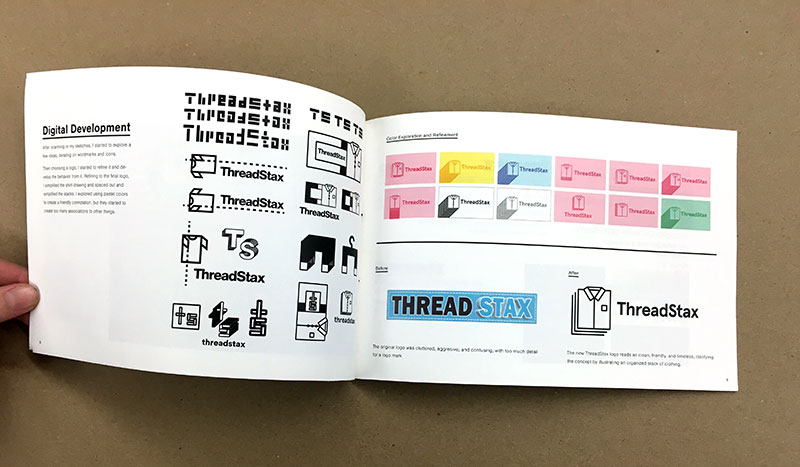 Digital Development
After scanning in my sketches, I started to explore a
few ideas, iterating on wordmarks and icons.
Then choosing a logo, I started to refine it and de-
velop the behavior from it. Refining to the final logo,
I simplified the shirt drawing and spaced out and
simplified the stacks. I explored using pastel colors
to create a friendly connotation, but they started to
create too many associations to other things.
ThreadStax
ThreadStax
ThreadStax
TS TS TS
ThreadStax
ThreadStax
ThreadStax
ThreadStax
TS
ThreadStax
ts
ts
ts
threadstax
threadstax
Color Exploration and Refinement
ThreadStax
ThreadStax
ThreadStax
ThreadStax
ThreadStax
ThreadStax
ThreadStax
ThreadStax
ThreadStax
ThreadStax
ThreadStax
ThreadStax
Before
THREAD STAX
The original logo was cluttered, aggressive, and confusing, with too much detail
for a logo mark.
After
ThreadStax
The new ThreadStax logo reads as clean, friendly, and timeless, clarifying
the concept by illustrating an organized stack of clothing.